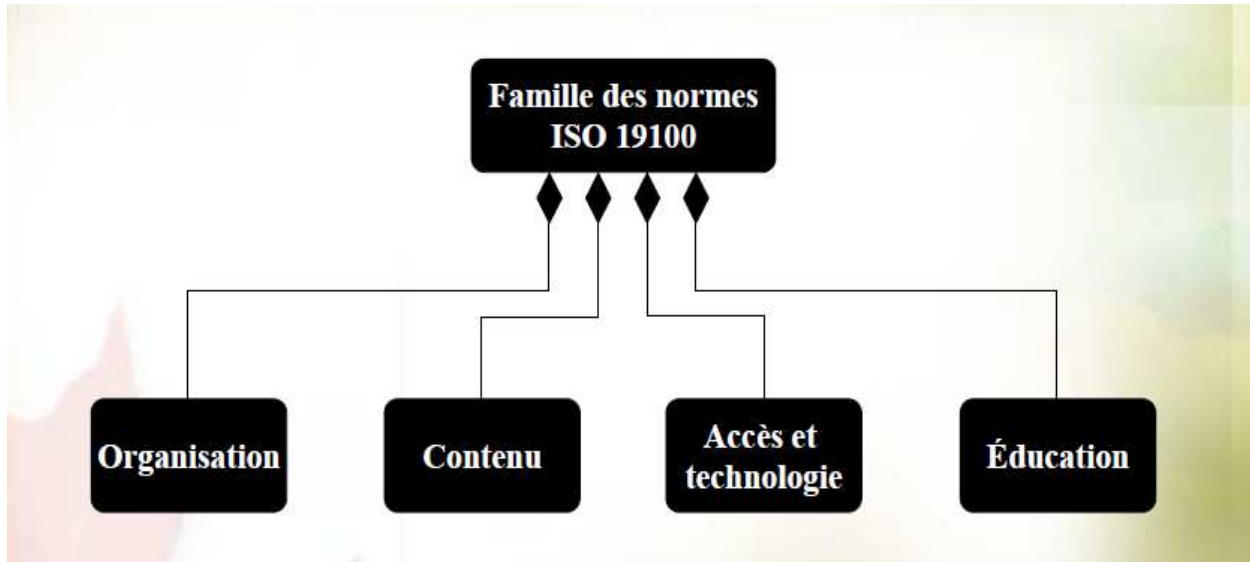 Famille des normes
ISO 19100
Organisation
Contenu
Accès et
technologie
Éducation